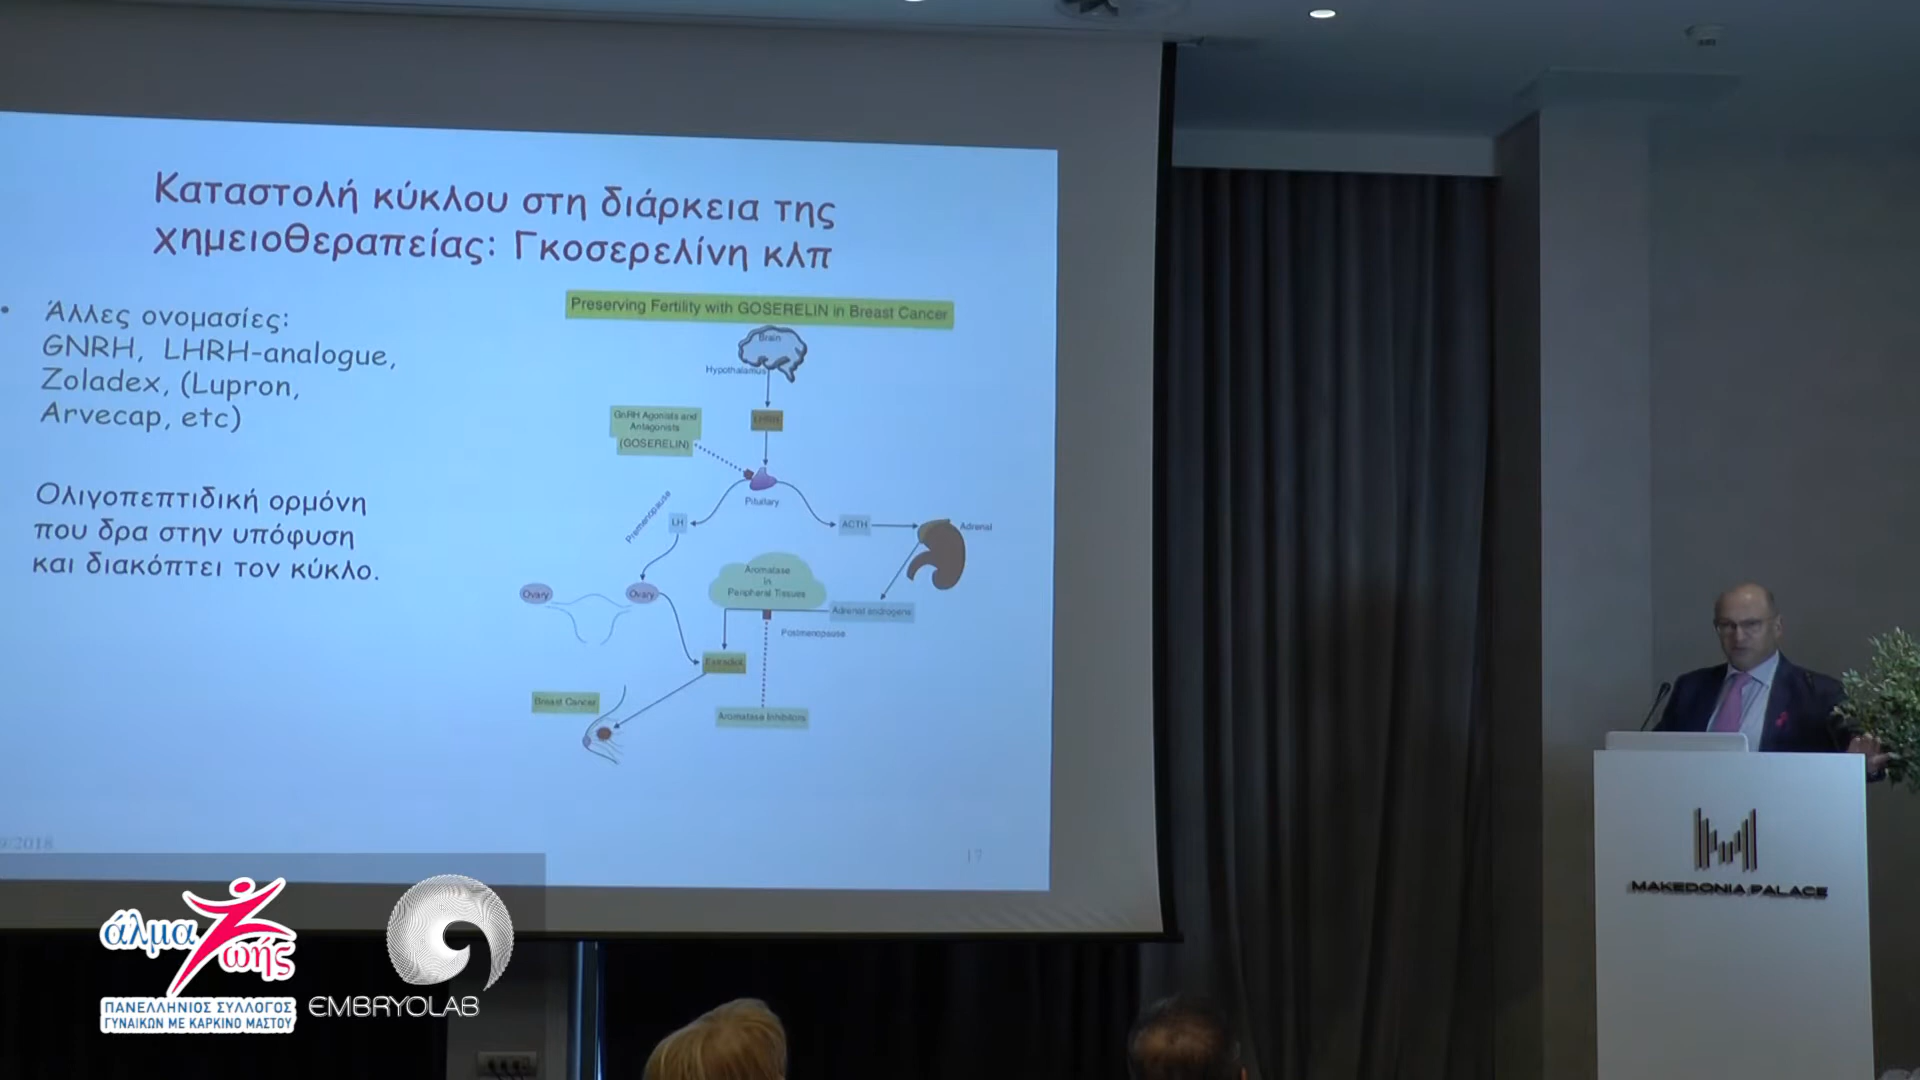 Καταστολή κύκλου στη διάρκεια της
χημειοθεραπείας: Γκοσερελίνη κλπ
• Άλλες ονομασίες:
GNRH, LHRH-analogue,
Zoladex, (Lupron,
Arvecap, etc)
Ολιγοπεπτιδική ορμόνη
που δρα στην υπόφυση
και διακόπτει τον κύκλο.
Preserving Fertility with GOSERELIN in Breast Cancer
Brain
Hypothalamus
LHRH
GnRH Agonists and
Antagonists
(GOSERELIN)
Pituitary
Premenopause
LH
ACTH
Adrenal
Aromatase
in
Peripheral Tissues
Ovary
Ovary
Adrenal androgens
Postmenopause
Estradiol
Breast Cancer
Aromatase Inhibitors
2018
17
άλμα
Ζωής
ΠΑΝΕΛΛΗΝΙΟΣ ΣΥΛΛΟΓΟΣ
ΓΥΝΑΙΚΩΝ ΜΕ ΚΑΡΚΙΝΟ ΜΑΣΤΟΥ
EMBRYOLAB
MAKEDONIA PALACE